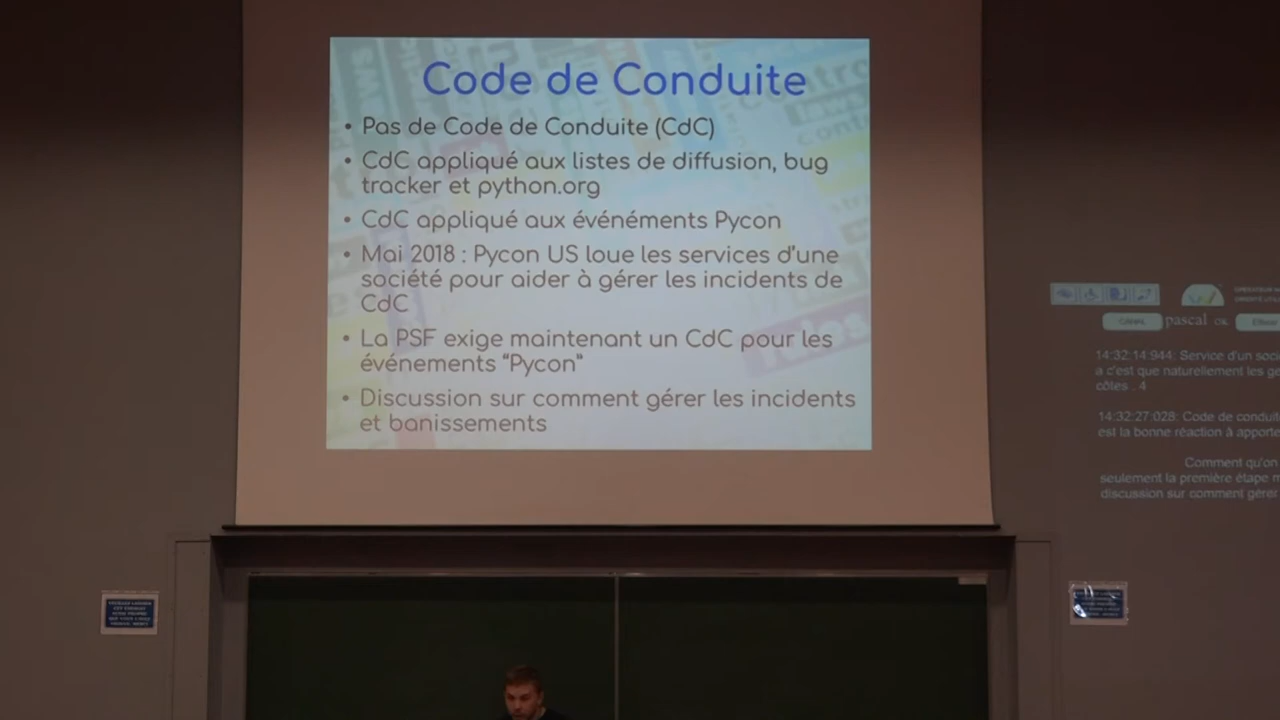 Code de Conduite
• Pas de Code de Conduite (CdC)
• CdC appliqué aux listes de diffusion, bug
tracker et python.org
• CdC appliqué aux événéments Pycon
• Mai 2018 : Pycon US loue les services d'une
société pour aider à gérer les incidents de
CdC
• La PSF exige maintenant un CdC pour les
événements "Pycon"
• Discussion sur comment gérer les incidents
et banissements
CANAL pascal OK
14:32:14:944: Service d'un soci
a c'est que naturellement les ge
côtes . 4
14:32:27:028: Code de conduit
est la bonne réaction à apporte
Comment qu'on
seulement la première étape m
discussion sur comment gérer